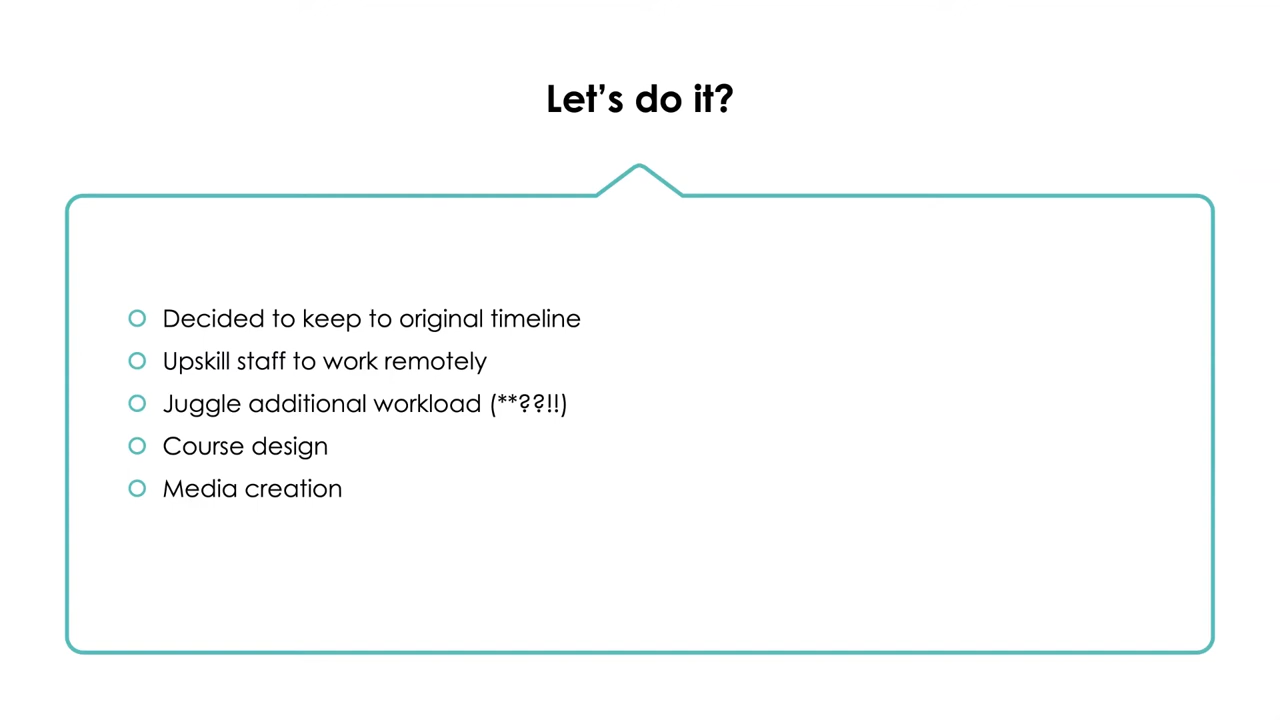 Let’s do it?
Decided to keep to original timeline
Upskill staff to work remotely
Juggle additional workload (**??!!)
Course design
Media creation